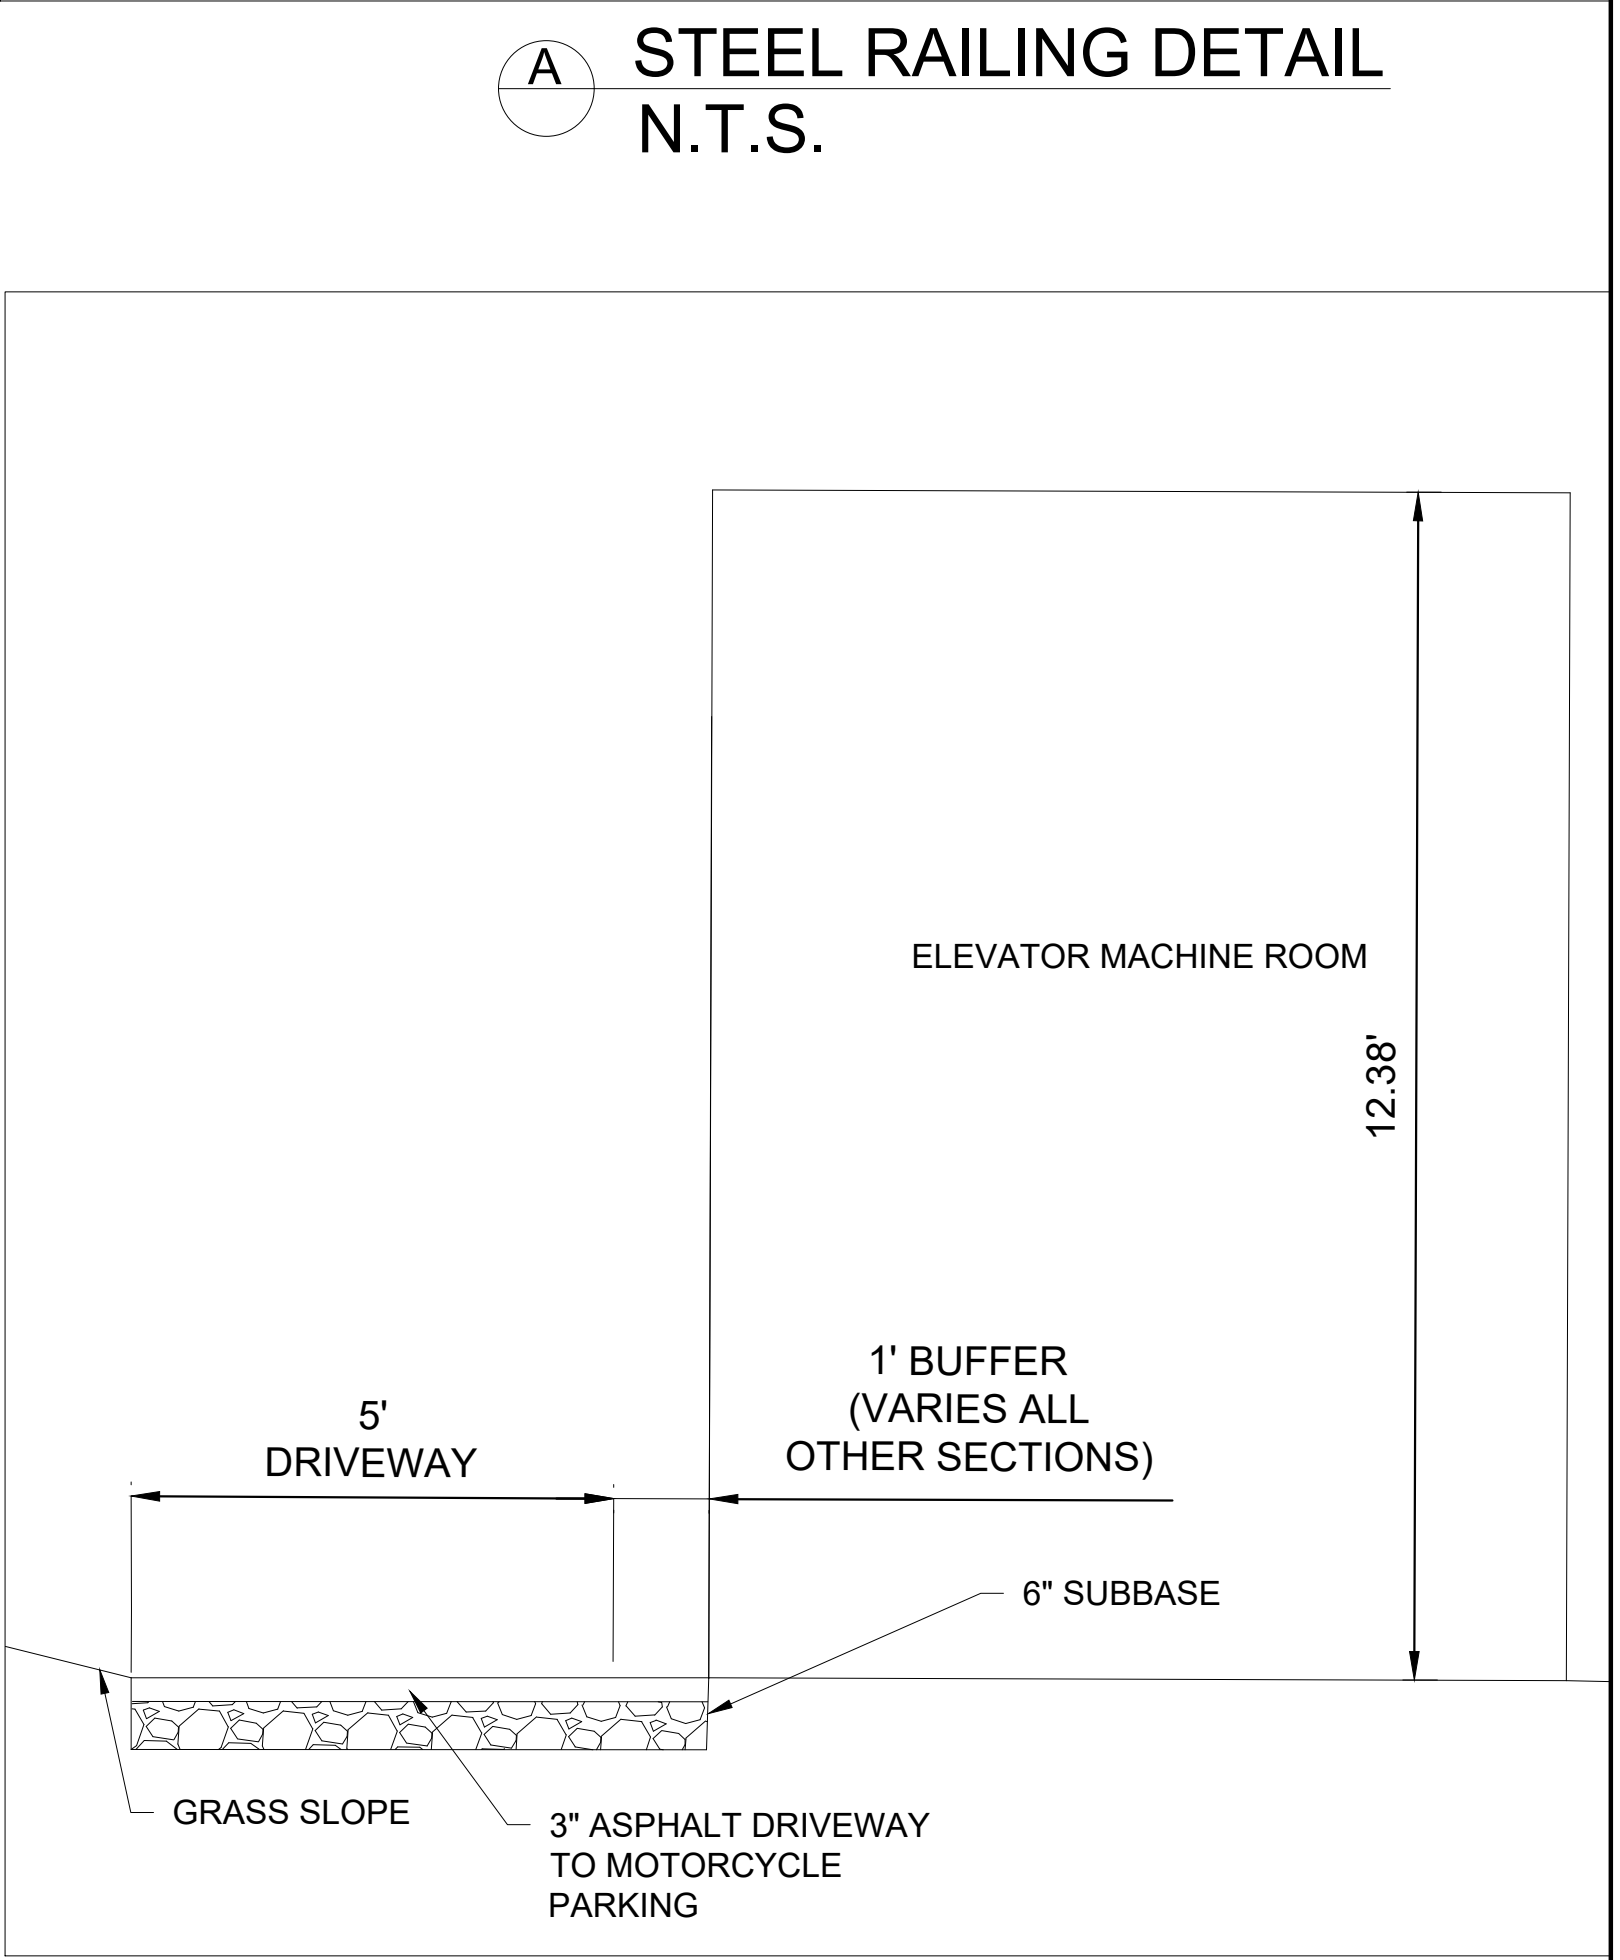 A
STEEL RAILING DETAIL
N.T.S.
ELEVATOR MACHINE ROOM
12.38'
1' BUFFER
(VARIES ALL
OTHER SECTIONS)
5'
DRIVEWAY
6" SUBBASE
GRASS SLOPE
3" ASPHALT DRIVEWAY
TO MOTORCYCLE
PARKING